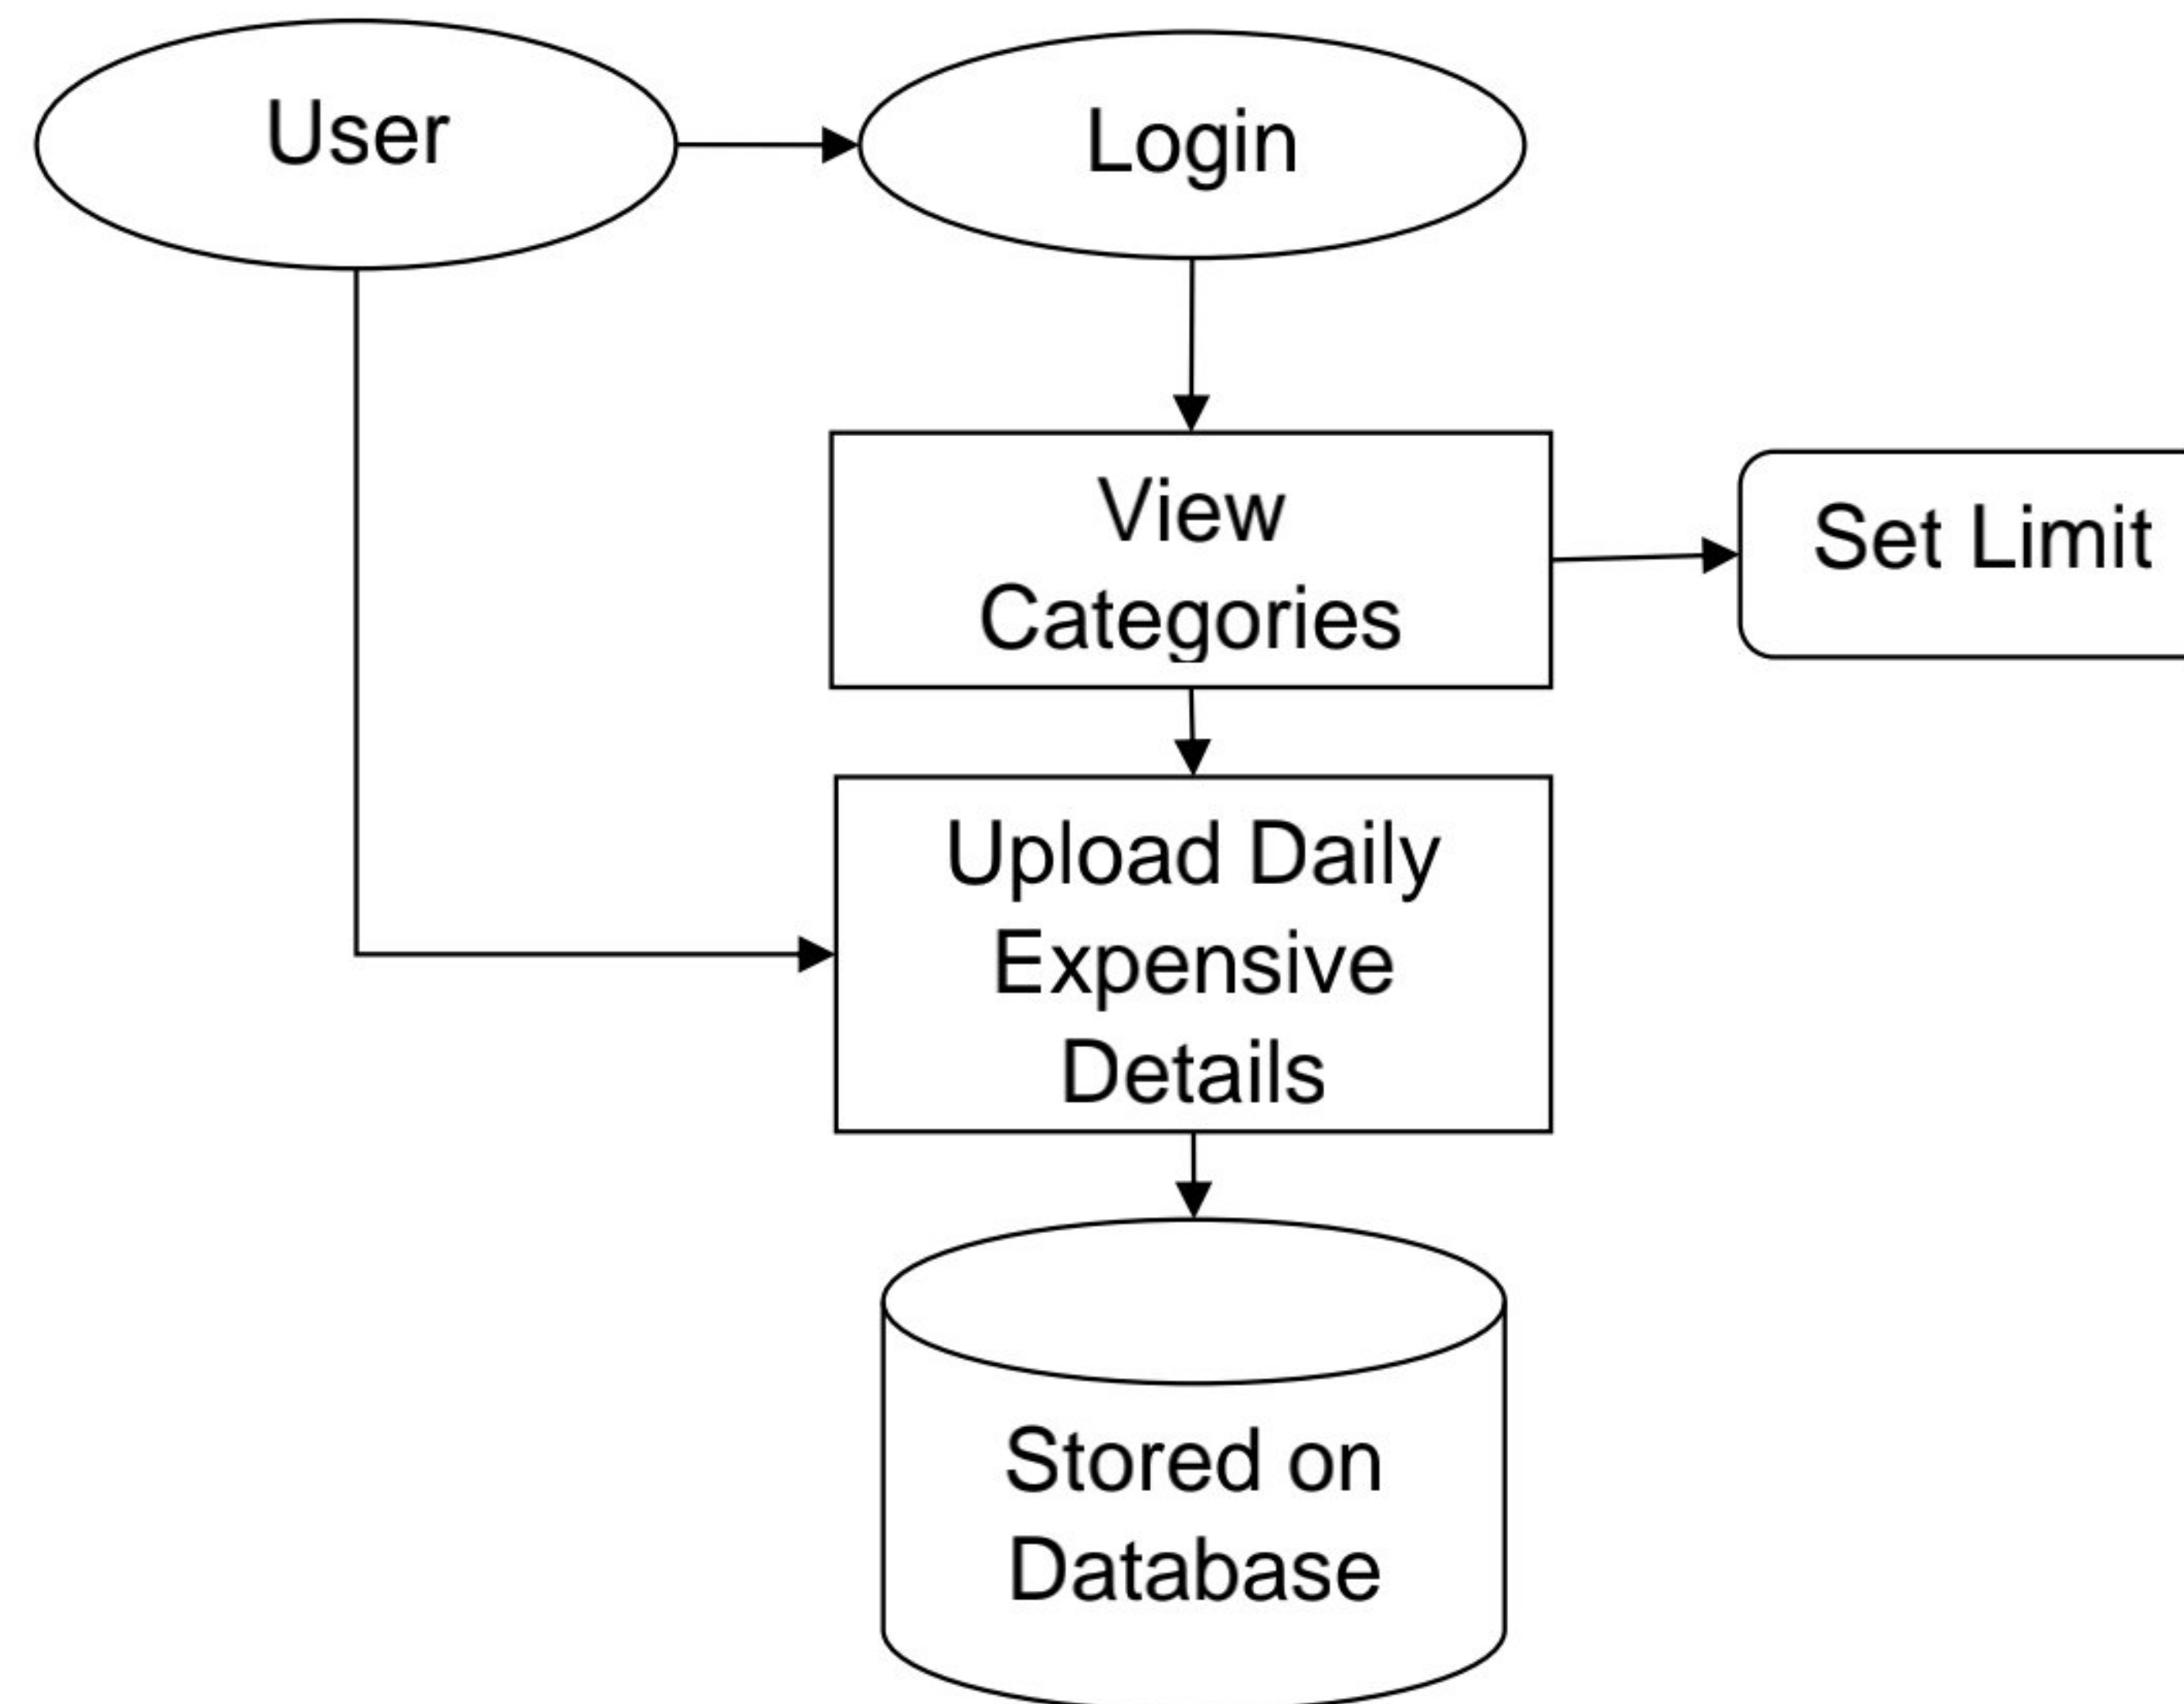 User
Login
View
Categories
Set Limit
Upload Daily
Expensive
Details
Stored on
Database